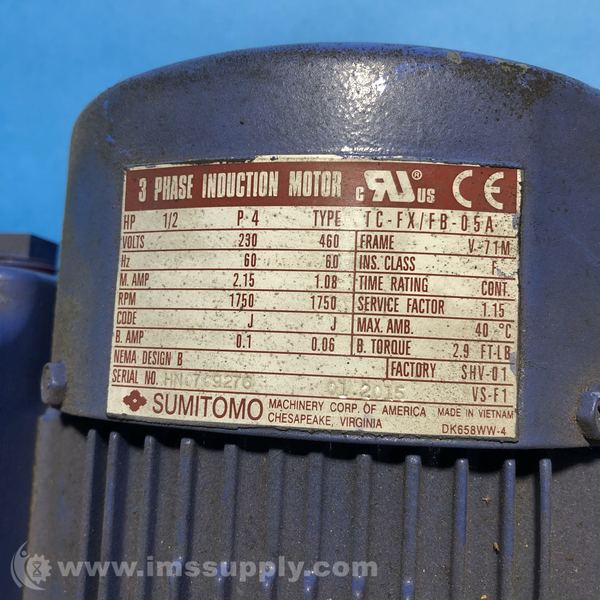 3 PHASE INDUCTION MOTOR c RU ® US CE
HP 1/2 P 4 TYPE TC-FX/FB-05A
VOLTS 230 460 FRAME V-71M
Hz 60 60 INS. CLASS F
M. AMP 2.15 1.08 TIME RATING CONT.
RPM 1750 1750 SERVICE FACTOR 1.15
CODE J J MAX. AMB. 40 °C
B. AMP 0.1 0.06 B. TORQUE 2.9 FT-LB
NEMA DESIGN B FACTORY SHV-01
SERIAL NO. 01.2015 VS-F1
SUMITOMO MACHINERY CORP. OF AMERICA MADE IN VIETNAM
CHESAPEAKE, VIRGINIA DK658WW-4
www.imssupply.com